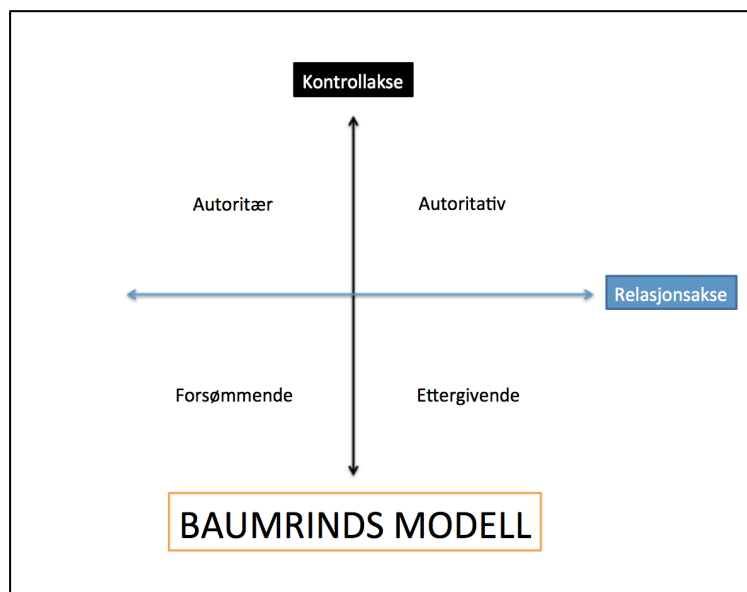 Kontrollakse
Autoritær
Autoritativ
Relasjonsakse
Forsømmende
Ettergivende
BAUMRINDS MODELL